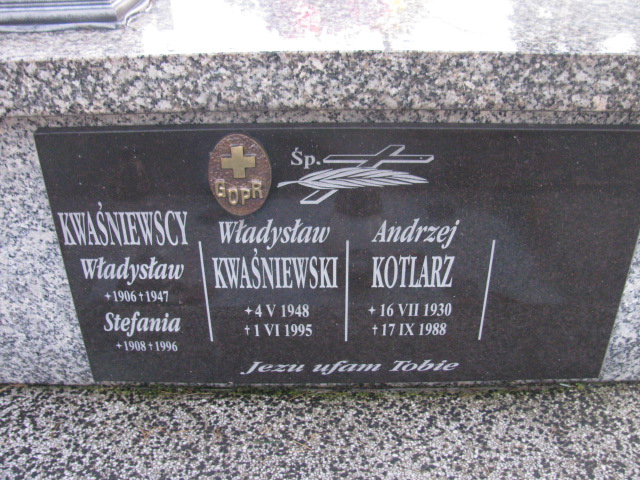 GOPR
Śp.
KWAŚNIEWSCY
Władysław
✦1906 ✝1947
Stefania
✦1908 ✝1996
Władysław
KWAŚNIEWSKI
✦ 4 V 1948
✝ 1 VI 1995
Andrzej
KOTLARZ
✦ 16 VII 1930
✝ 17 IX 1988
Jezu ufam Tobie